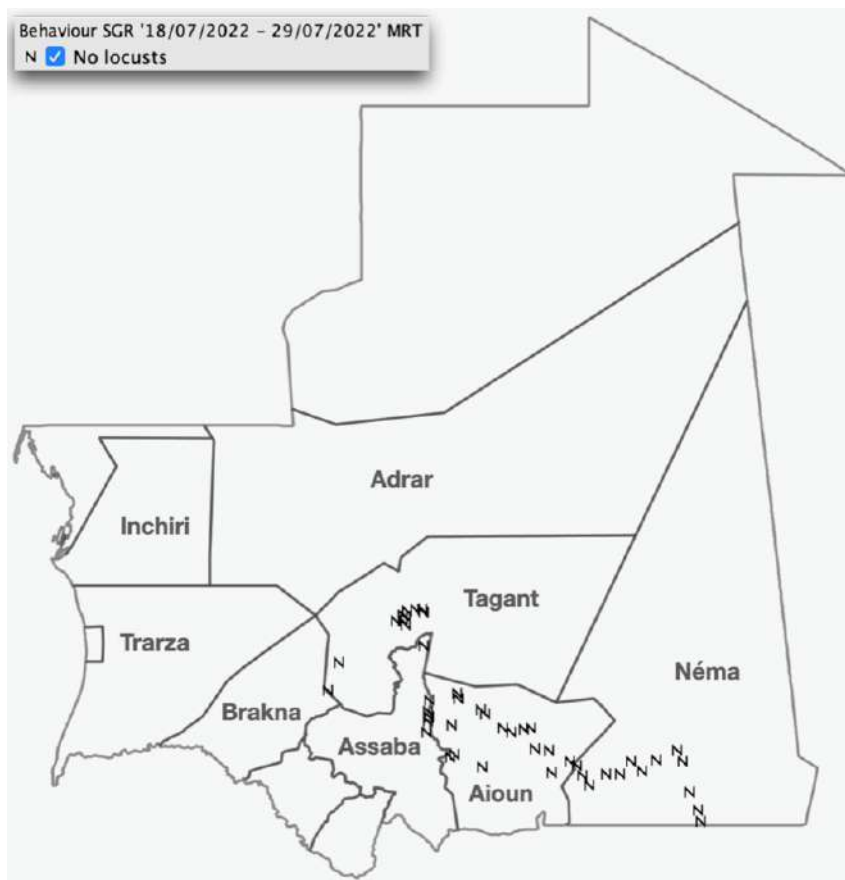 Behaviour SGR '18/07/2022 – 29/07/2022' MRT
N No locusts
Adrar
Inchiri
Tagant
Trarza
Néma
Brakna
Assaba
Aioun